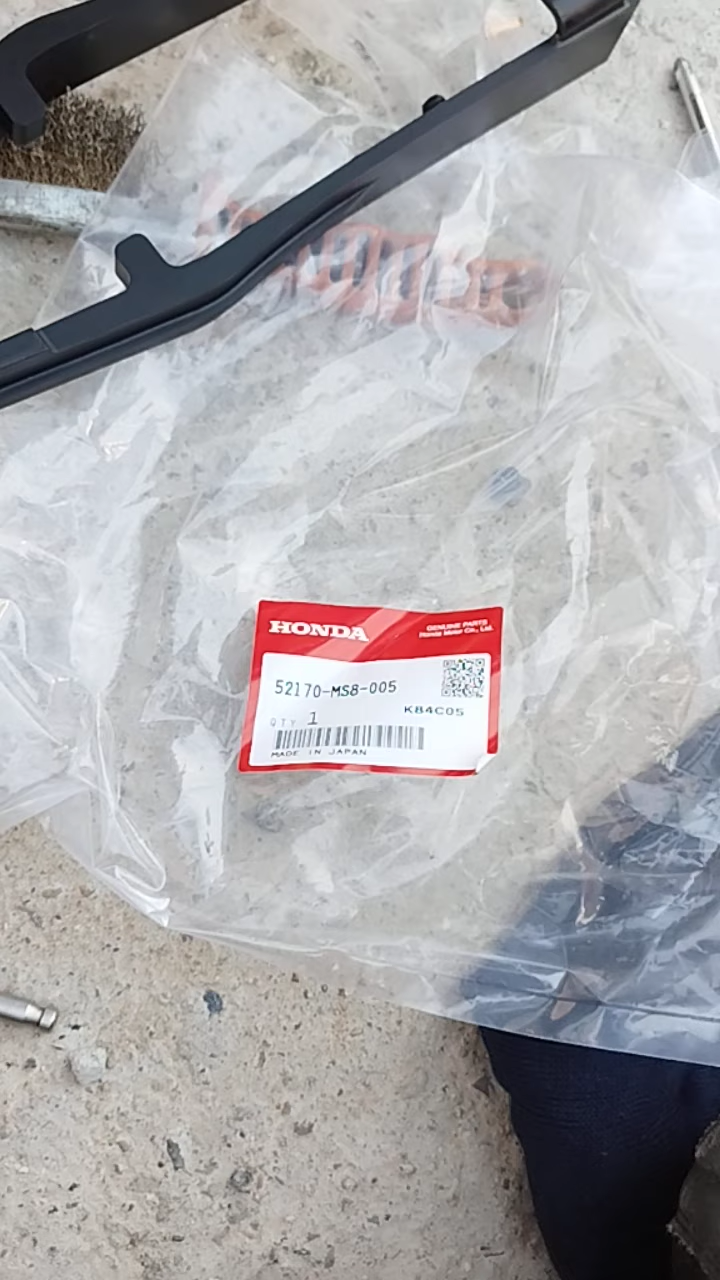 HONDA
GENUINE PARTS
Honda Motor Co., Ltd.
52170-MS8-005
K84C05
QTY 1
MADE IN JAPAN